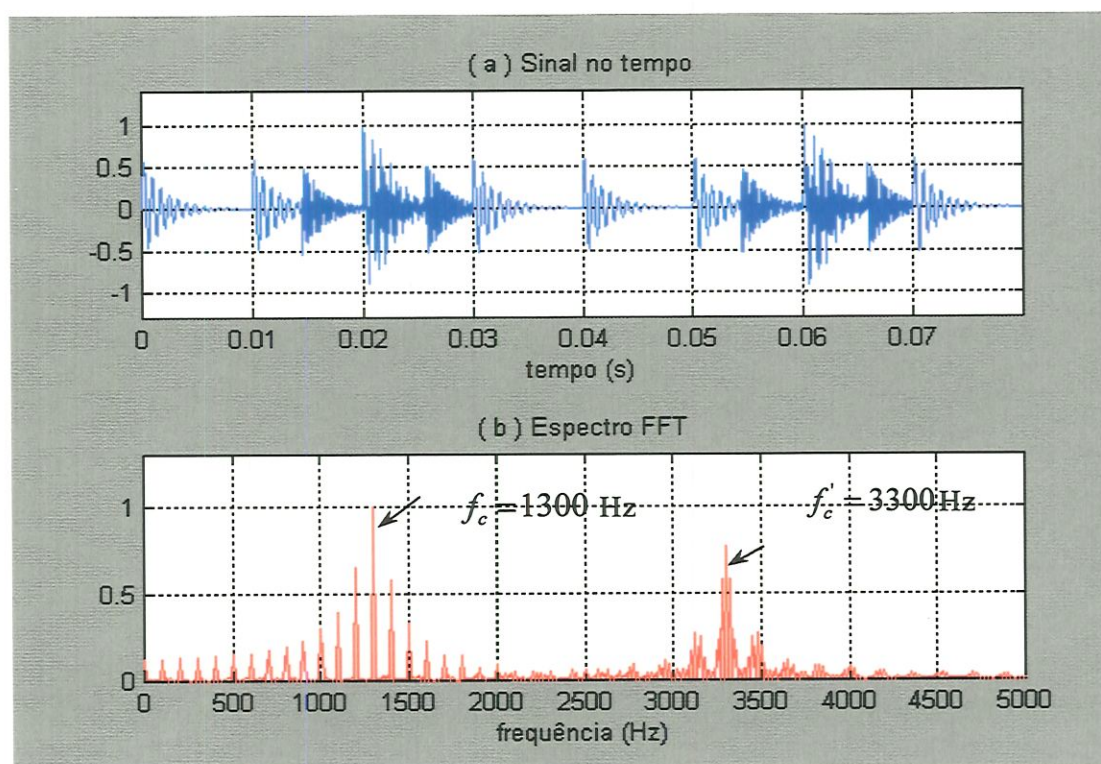 ( a ) Sinal no tempo
1
0.5
0
-0.5
-1
0 0.01 0.02 0.03 0.04 0.05 0.06 0.07
tempo (s)
( b ) Espectro FFT
1
0.5
0
f_c = 1300 Hz
f_c' = 3300 Hz
0 500 1000 1500 2000 2500 3000 3500 4000 4500 5000
frequência (Hz)